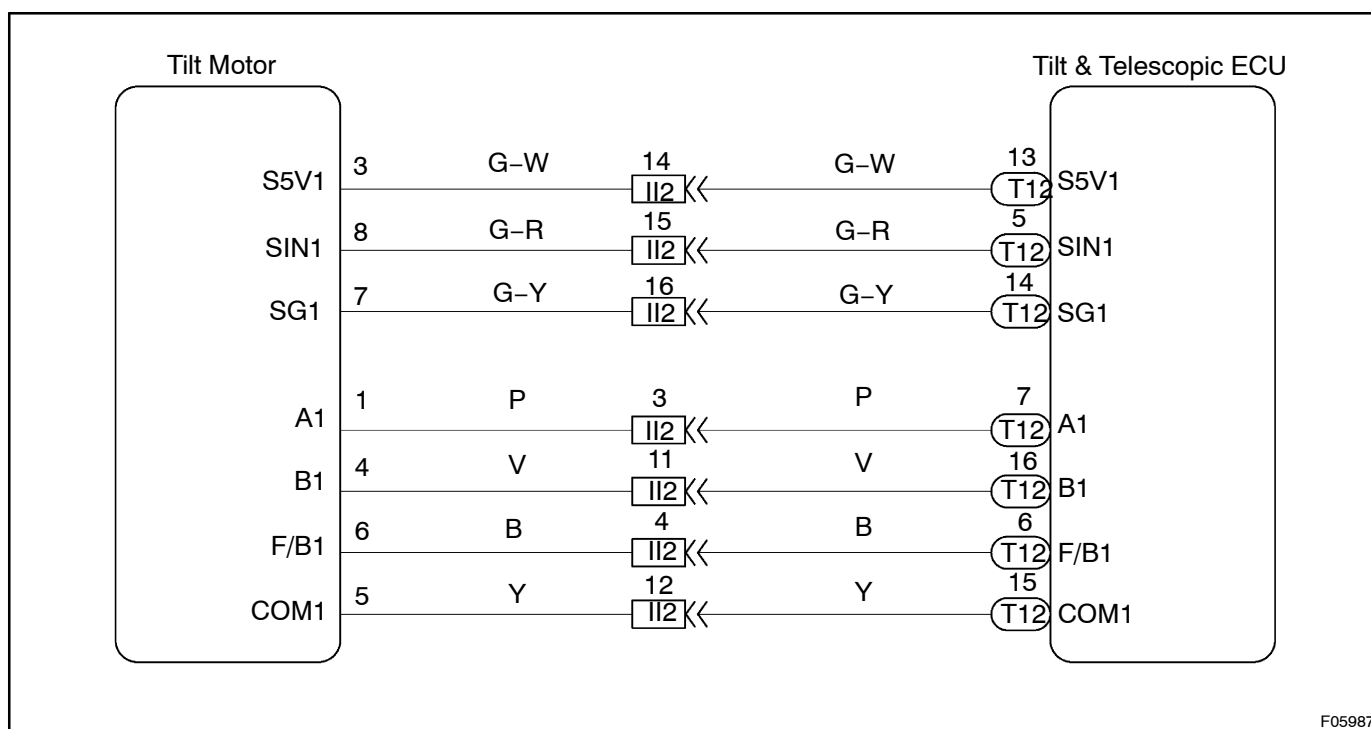 Tilt Motor Tilt & Telescopic ECU
S5V1 3 G–W 14 II2 G–W 13 T12 S5V1
SIN1 8 G–R 15 II2 G–R 5 T12 SIN1
SG1 7 G–Y 16 II2 G–Y 14 T12 SG1
A1 1 P 3 II2 P 7 T12 A1
B1 4 V 11 II2 V 16 T12 B1
F/B1 6 B 4 II2 B 6 T12 F/B1
COM1 5 Y 12 II2 Y 15 T12 COM1
F05987